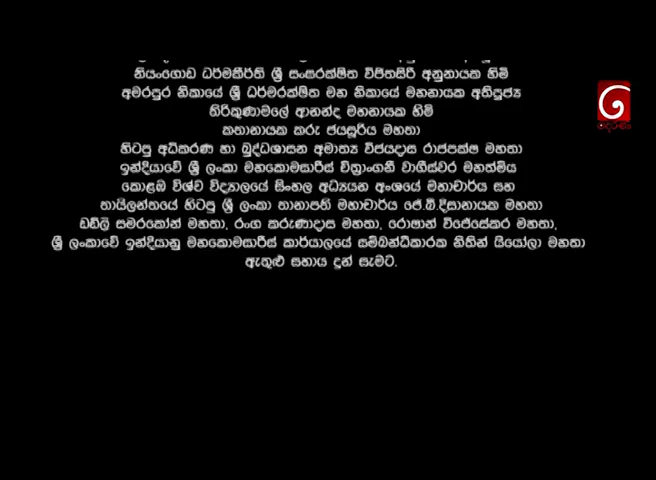 නියංගොඩ ධර්මකීර්ති ශ්‍රී සංඝරක්ෂිත විජිතසිරි අනුනායක හිමි
අමරපුර නිකායේ ශ්‍රී ධර්මරක්ෂිත මහ නිකායේ මහනායක අතිපූජ්‍ය
තිරිකුණාමලේ ආනන්ද මහනායක හිමි
කතානායක කරු ජයසූරිය මහතා
හිටපු අධිකරණ හා බුද්ධශාසන අමාත්‍ය විජයදාස රාජපක්ෂ මහතා
ඉන්දියාවේ ශ්‍රී ලංකා මහකොමසාරිස් චිත්‍රාංගනී වාගීස්වර මහත්මිය
කොළඹ විශ්ව විද්‍යාලයේ සිංහල අධ්‍යයන අංශයේ මහාචාර්ය සහ
තායිලන්තයේ හිටපු ශ්‍රී ලංකා තානාපති මහාචාර්ය ජේ.බී.දිසානායක මහතා
ඩඩ්ලි සමරකෝන් මහතා, රංග කරුණාදාස මහතා, රොෂාන් විජේසේකර මහතා,
ශ්‍රී ලංකාවේ ඉන්දියානු මහකොමසාරිස් කාර්යාලයේ සම්බන්ධීකාරක නිතින් යියෝලා මහතා
ඇතුළු සහාය දුන් සැමට.
දෙරණ